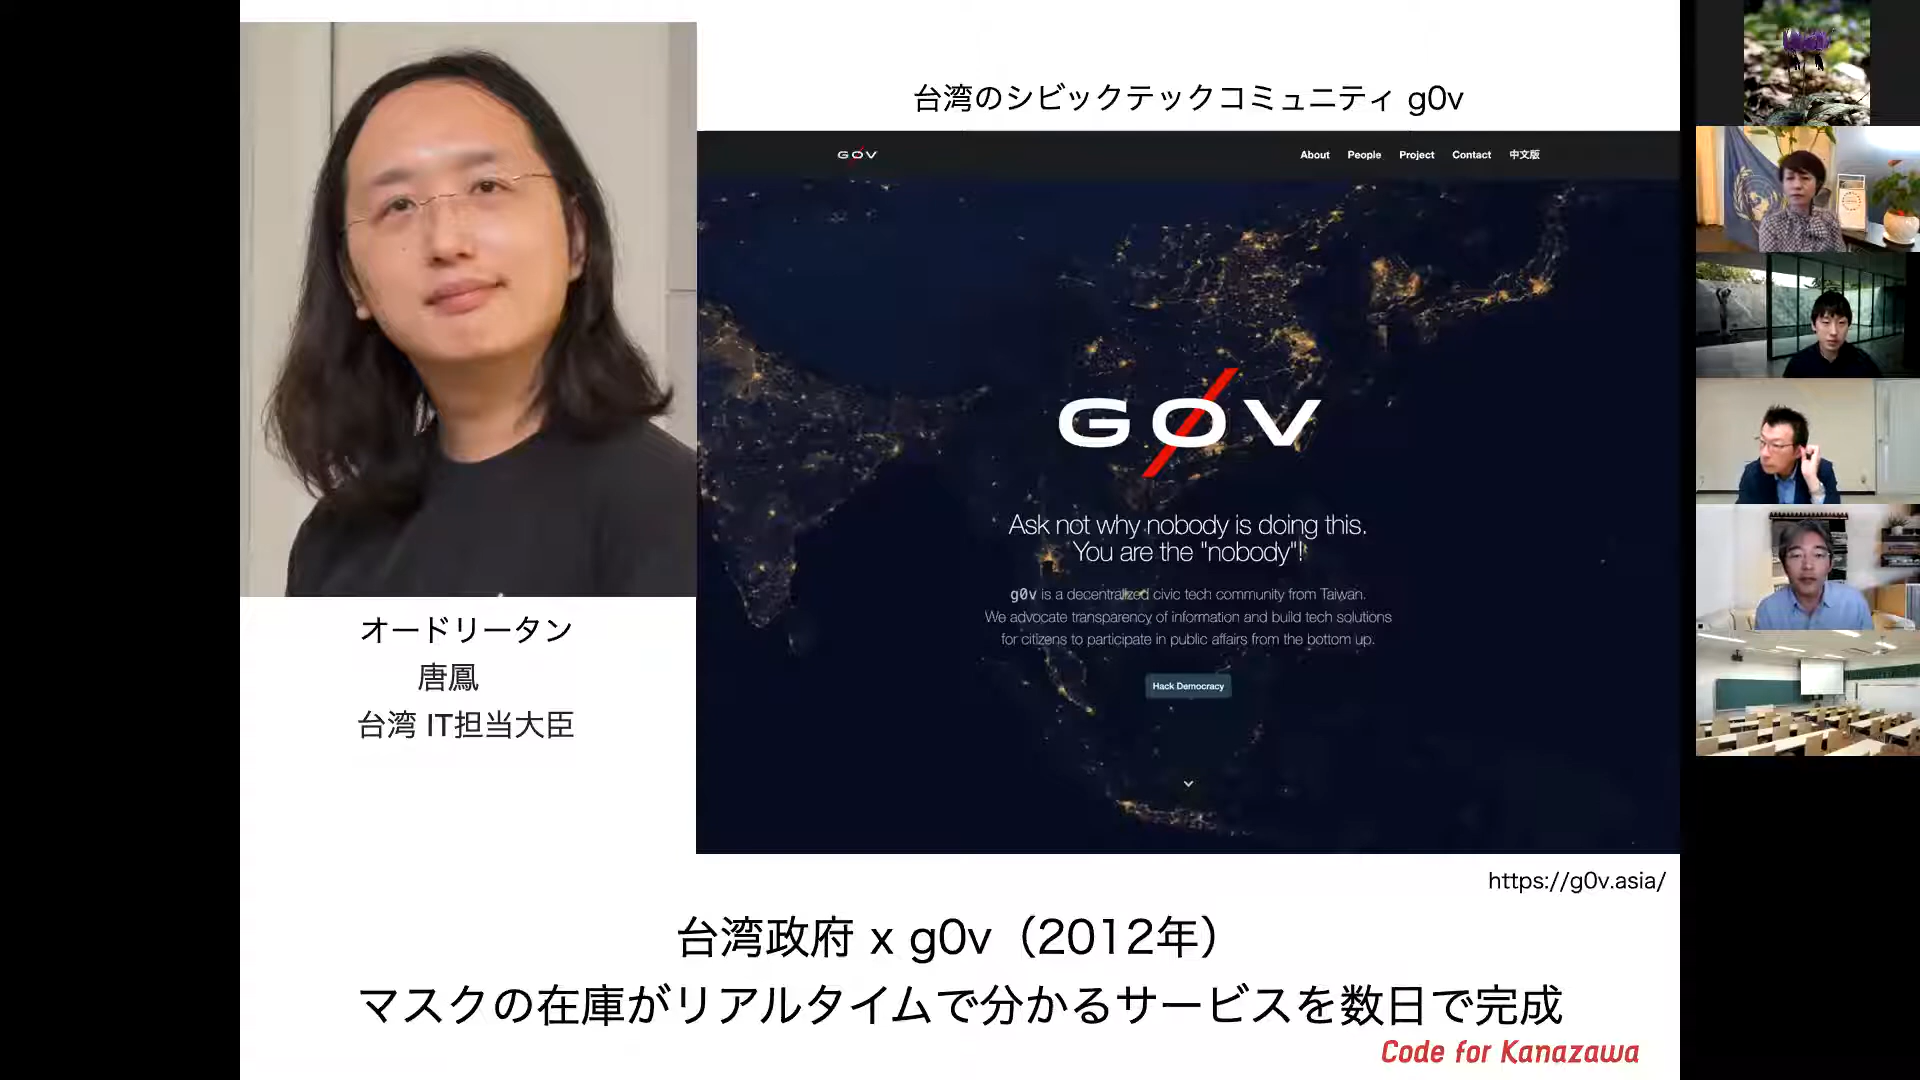 台湾のシビックテックコミュニティ g0v
G0V
About People Project Contact 中文版
G0V
Ask not why nobody is doing this.
You are the "nobody"!
g0v is a decentralized civic tech community from Taiwan.
We advocate transparency of information and build tech solutions
for citizens to participate in public affairs from the bottom up.
Hack Democracy
オードリータン
唐鳳
台湾 IT担当大臣
https://g0v.asia/
台湾政府 x g0v（2012年）
マスクの在庫がリアルタイムで分かるサービスを数日で完成
Code for Kanazawa